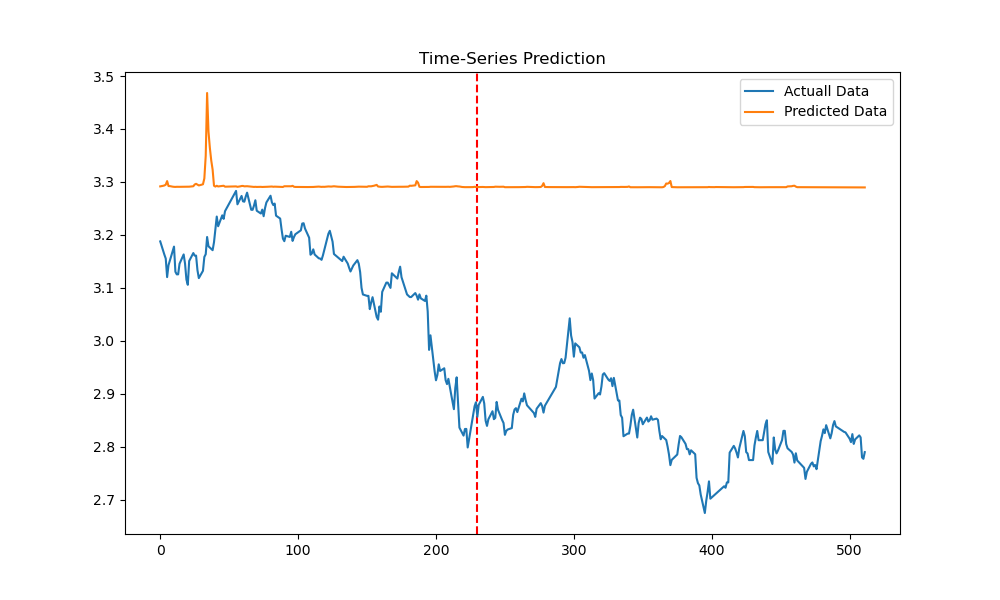 Time-Series Prediction
Actuall Data
Predicted Data
3.5
3.4
3.3
3.2
3.1
3.0
2.9
2.8
2.7
0 100 200 300 400 500